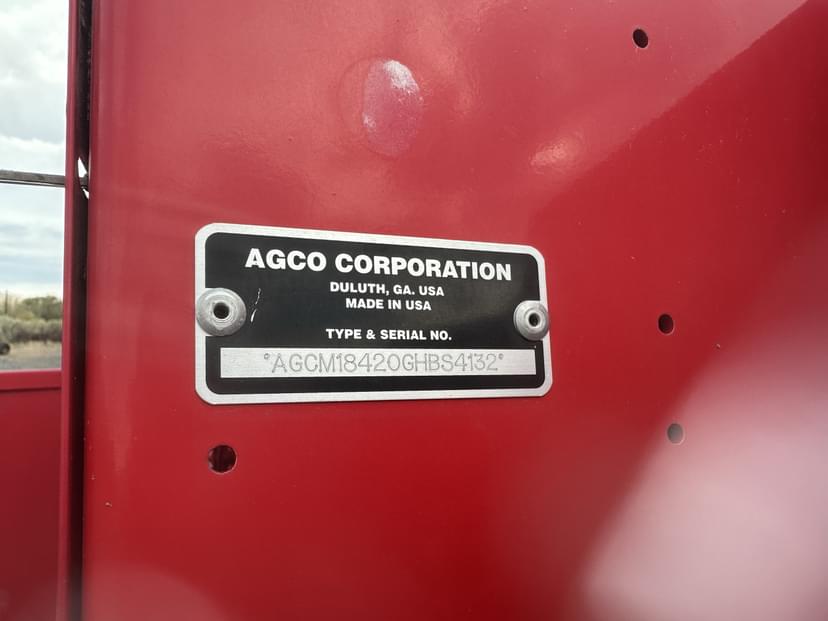 AGCO CORPORATION
DULUTH, GA. USA
MADE IN USA
TYPE & SERIAL NO.
*AGCM18420GHBS4132*